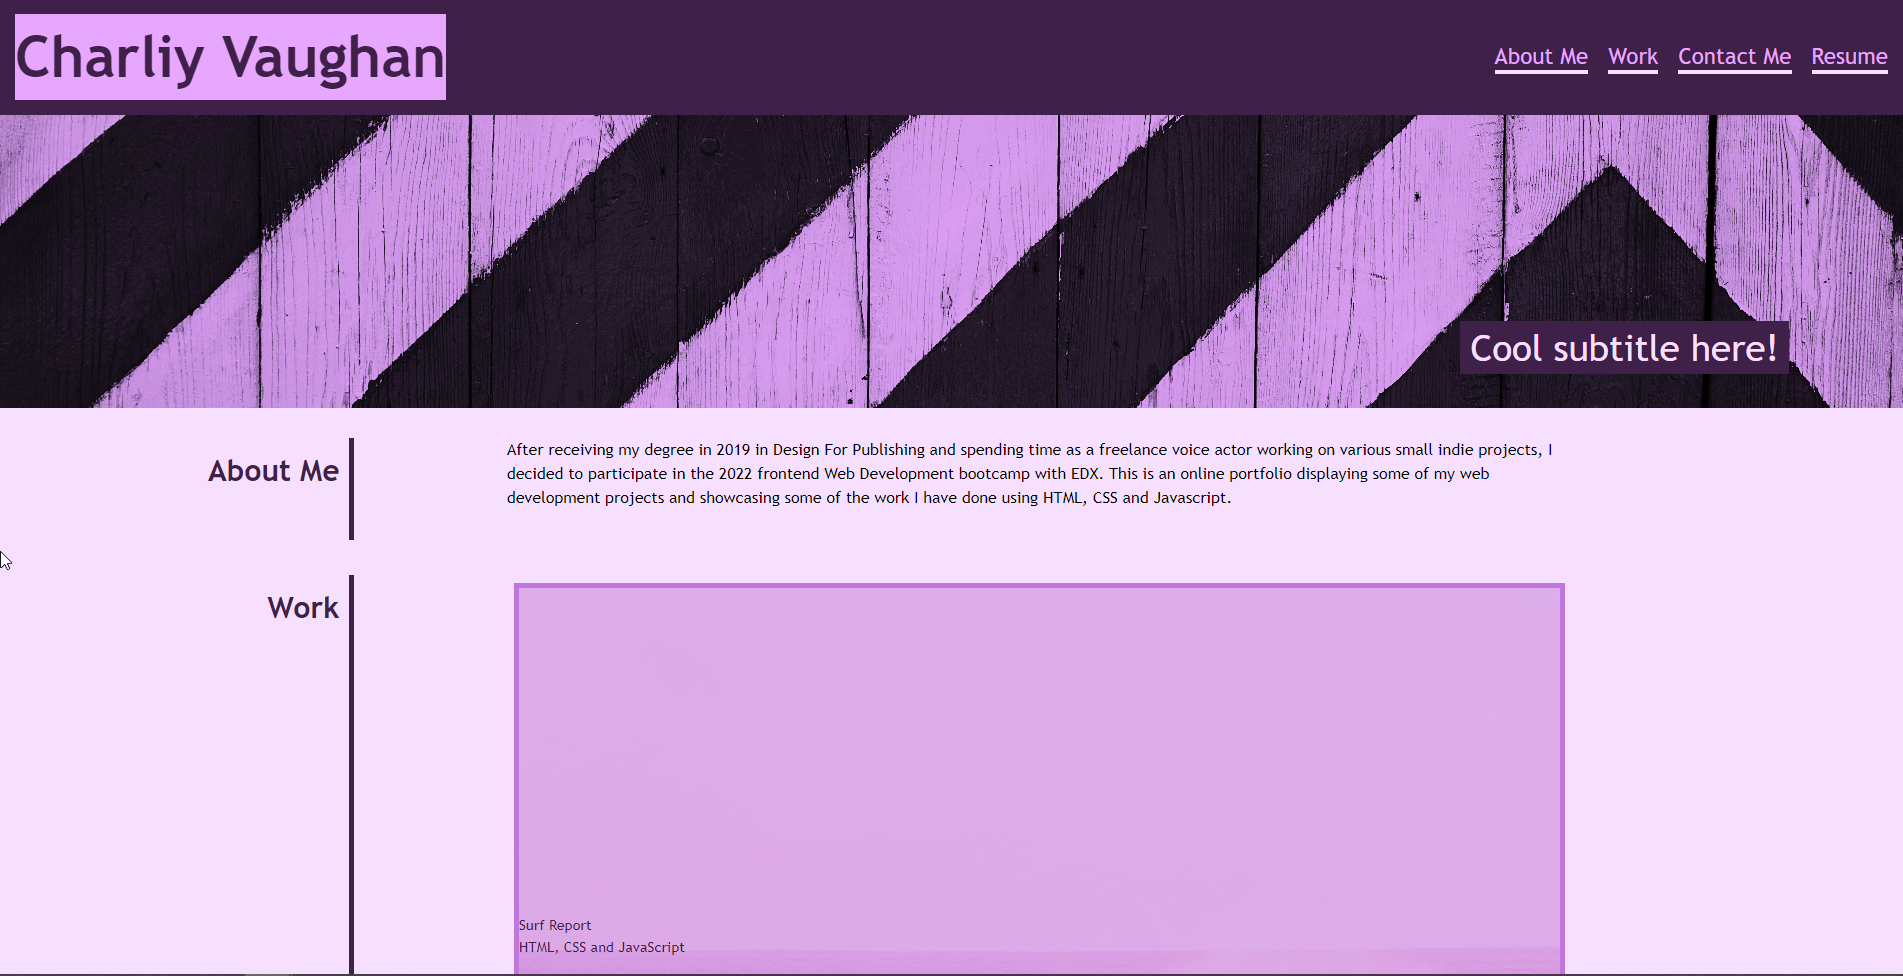 Charliy Vaughan
About Me Work Contact Me Resume
Cool subtitle here!
About Me
After receiving my degree in 2019 in Design For Publishing and spending time as a freelance voice actor working on various small indie projects, I
decided to participate in the 2022 frontend Web Development bootcamp with EDX. This is an online portfolio displaying some of my web
development projects and showcasing some of the work I have done using HTML, CSS and Javascript.
Work
Surf Report
HTML, CSS and JavaScript